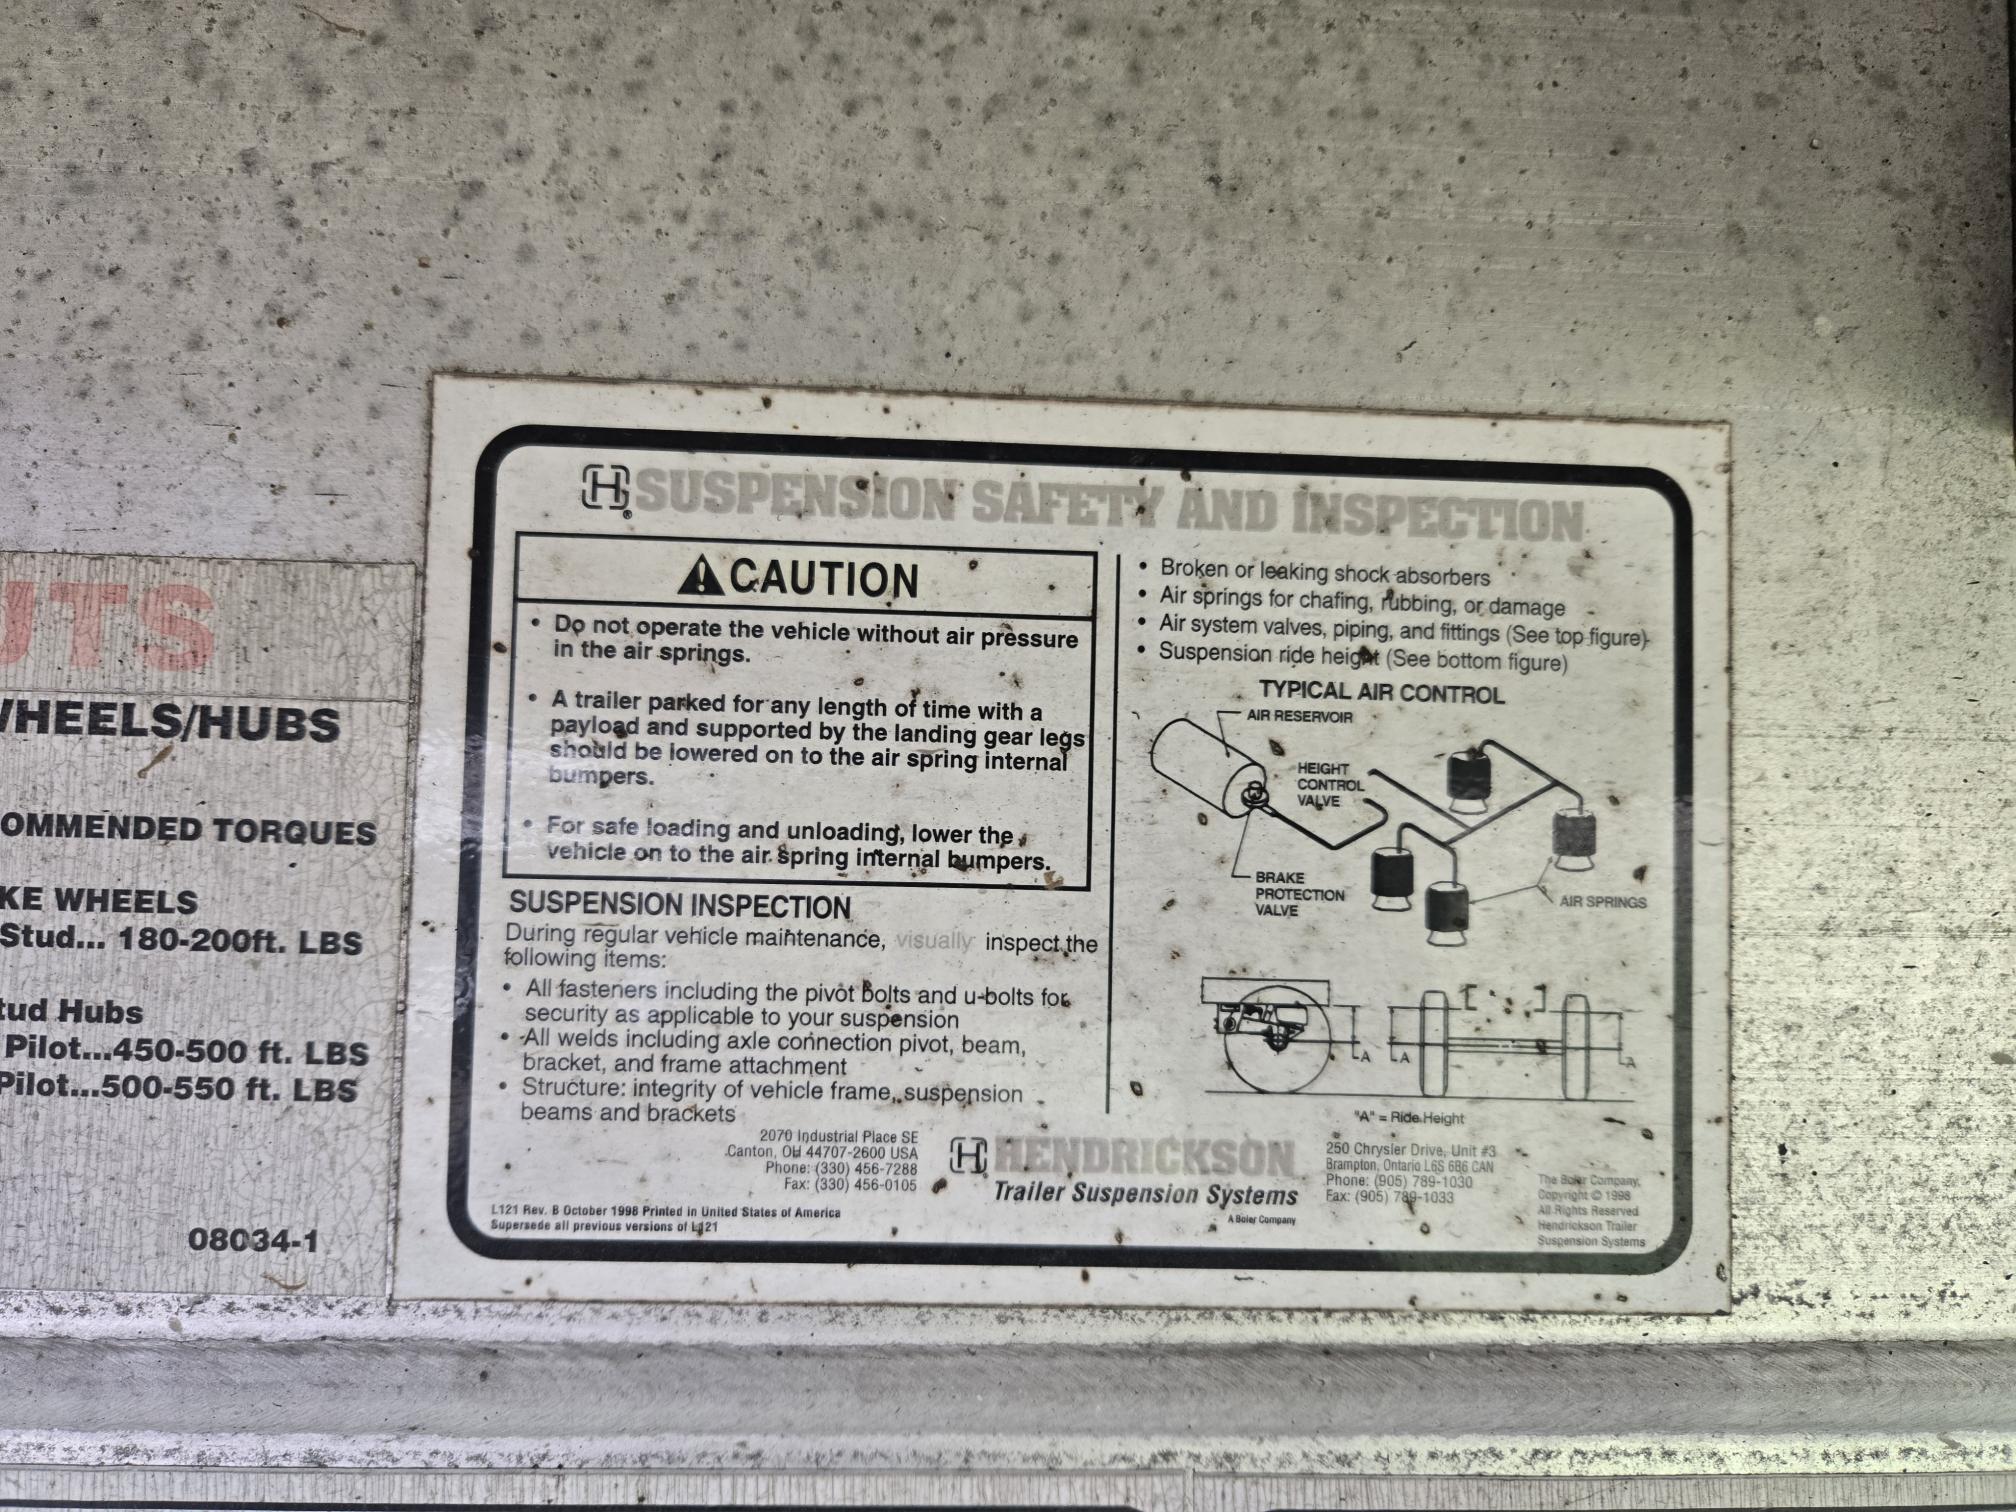 UTS
WHEELS/HUBS
OMMENDED TORQUES
KE WHEELS
Stud... 180-200ft. LBS
tud Hubs
Pilot...450-500 ft. LBS
Pilot...500-550 ft. LBS
08034-1
H SUSPENSION SAFETY AND INSPECTION
®
! CAUTION
• Do not operate the vehicle without air pressure
in the air springs.
• A trailer parked for any length of time with a
payload and supported by the landing gear legs
should be lowered on to the air spring internal
bumpers.
• For safe loading and unloading, lower the
vehicle on to the air spring internal bumpers.
SUSPENSION INSPECTION
During regular vehicle maintenance, visually inspect the
following items:
• All fasteners including the pivot bolts and u-bolts for
security as applicable to your suspension
• All welds including axle connection pivot, beam,
bracket, and frame attachment
• Structure: integrity of vehicle frame, suspension
beams and brackets
• Broken or leaking shock absorbers
• Air springs for chafing, rubbing, or damage
• Air system valves, piping, and fittings (See top figure)
• Suspension ride height (See bottom figure)
TYPICAL AIR CONTROL
AIR RESERVOIR
HEIGHT
CONTROL
VALVE
BRAKE
PROTECTION
VALVE
AIR SPRINGS
A
A
A
"A" = Ride Height
2070 Industrial Place SE
Canton, OH 44707-2600 USA
Phone: (330) 456-7288
Fax: (330) 456-0105
H HENDRICKSON
Trailer Suspension Systems
A Boler Company
250 Chrysler Drive, Unit #3
Brampton, Ontario L6S 6B6 CAN
Phone: (905) 789-1030
Fax: (905) 789-1033
The Boler Company,
Copyright © 1998
All Rights Reserved
Hendrickson Trailer
Suspension Systems
L121 Rev. B October 1998 Printed in United States of America
Supersede all previous versions of L121